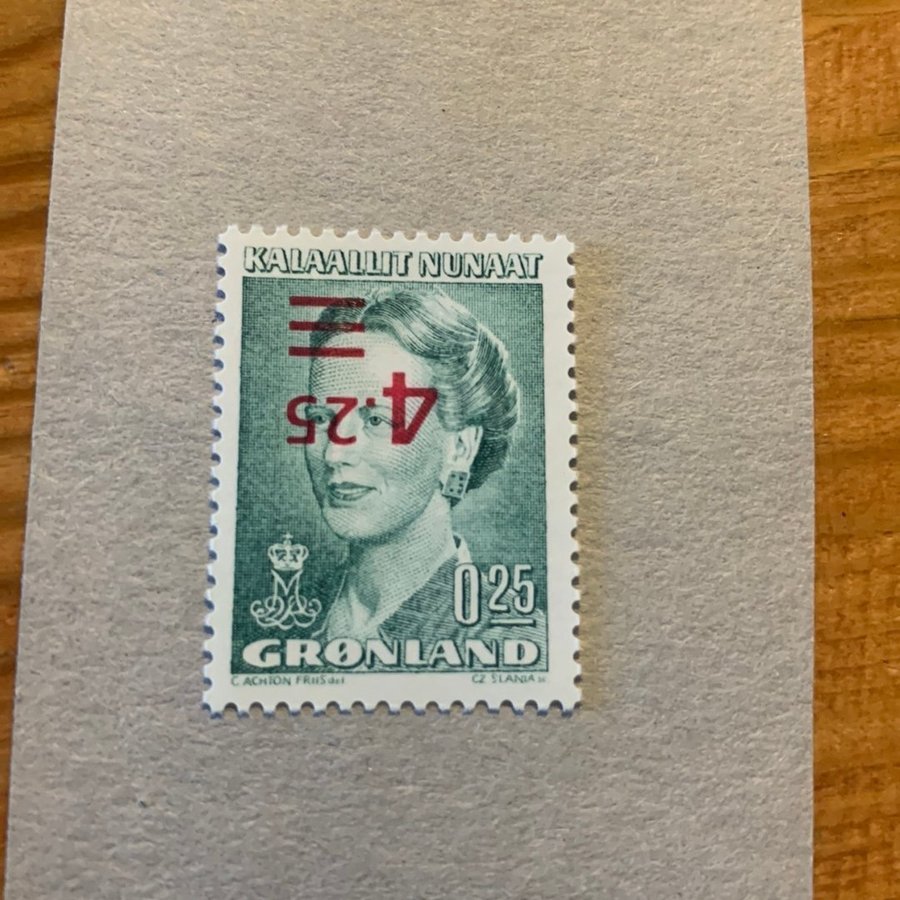 KALAALLIT NUNAAT
4.25
0.25
GRØNLAND
C ACHTON FRIIS del. CZ SLANIA sc.